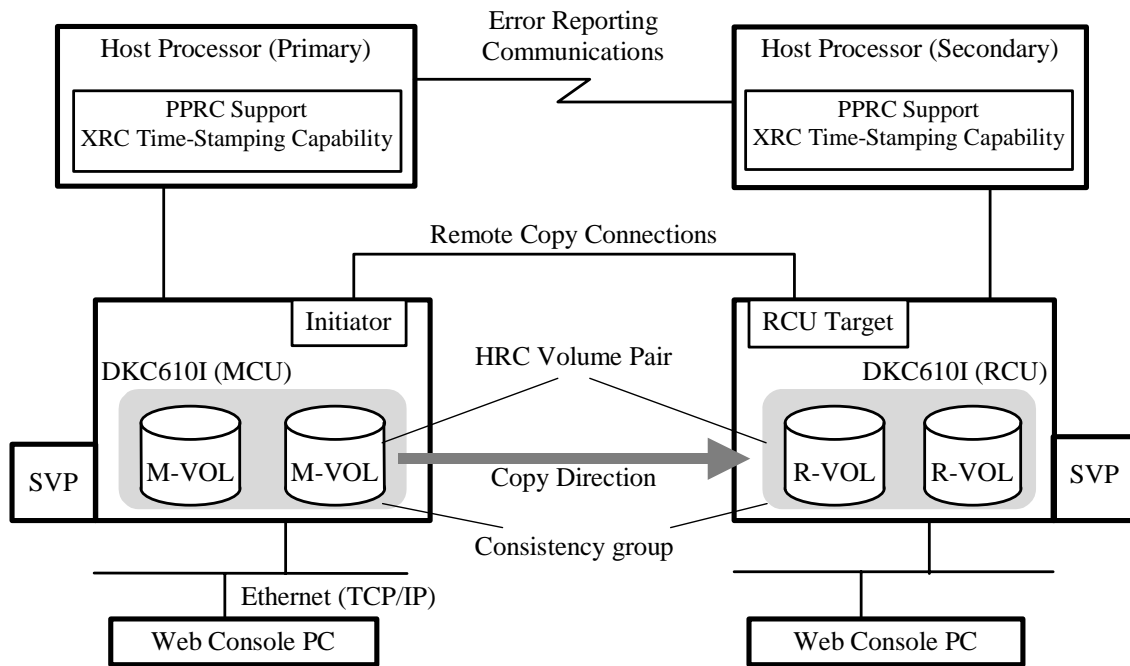 Error Reporting
Communications
Host Processor (Primary)
PPRC Support
XRC Time-Stamping Capability
Host Processor (Secondary)
PPRC Support
XRC Time-Stamping Capability
Remote Copy Connections
Initiator
RCU Target
HRC Volume Pair
DKC610I (MCU)
DKC610I (RCU)
SVP
M-VOL
M-VOL
Copy Direction
R-VOL
R-VOL
SVP
Consistency group
Ethernet (TCP/IP)
Web Console PC
Web Console PC